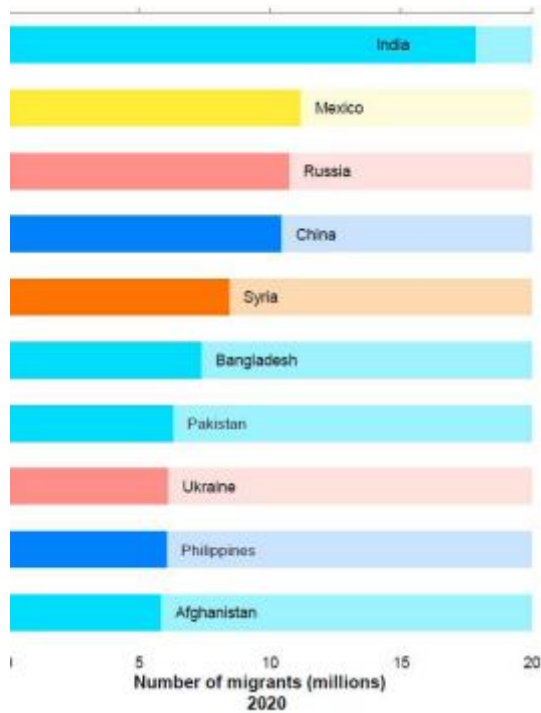 India
Mexico
Russia
China
Syria
Bangladesh
Pakistan
Ukraine
Philippines
Afghanistan
5 10 15 20
Number of migrants (millions)
2020